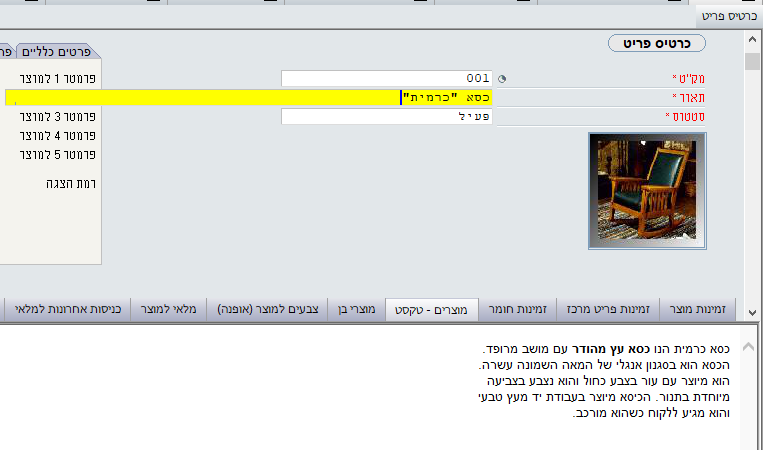 כרטיס פריט
כרטיס פריט
פרטים כלליים
מק"ט *
001
פרמטר 1 למוצר
תאור *
כסא "כרמית"
סטטוס *
פעיל
פרמטר 3 למוצר
פרמטר 4 למוצר
פרמטר 5 למוצר
רמת הצגה
זמינות מוצר
זמינות פריט מרכז
זמינות חומר
מוצרים - טקסט
מוצרי בן
צבעים למוצר (אופנה)
מלאי למוצר
כניסות אחרונות למלאי
כסא כרמית הנו כסא עץ מהודר עם מושב מרופד.
הכסא הוא בסגנון אנגלי של המאה השמונה עשרה.
הוא מיוצר עם עור בצבע כחול והוא נצבע בצביעה
מיוחדת בתנור. הכיסא מיוצר בעבודת יד מעץ טבעי
והוא מגיע ללקוח כשהוא מורכב.